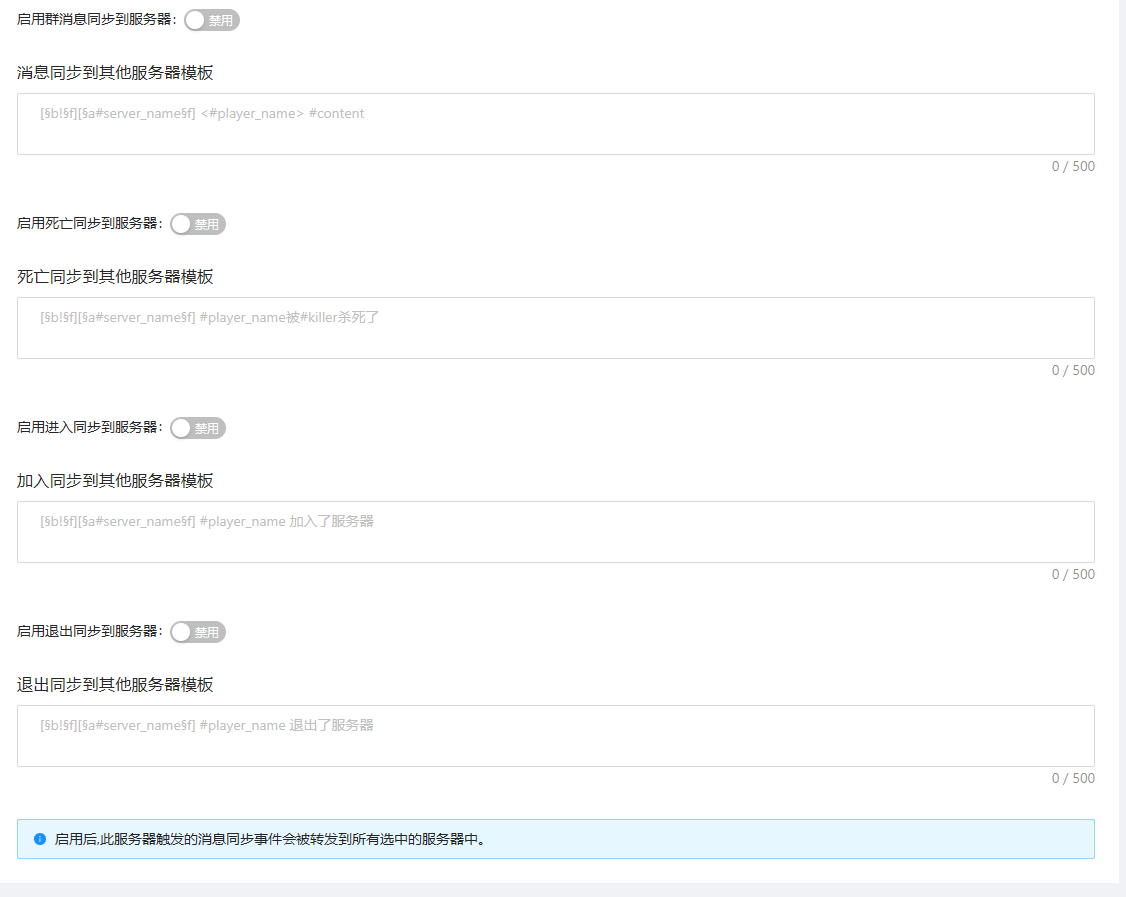 启用群消息同步到服务器： 禁用
消息同步到其他服务器模板
[§b!§f][§a#server_name§f] <#player_name> #content
0 / 500
启用死亡同步到服务器： 禁用
死亡同步到其他服务器模板
[§b!§f][§a#server_name§f] #player_name被#killer杀死了
0 / 500
启用进入同步到服务器： 禁用
加入同步到其他服务器模板
[§b!§f][§a#server_name§f] #player_name 加入了服务器
0 / 500
启用退出同步到服务器： 禁用
退出同步到其他服务器模板
[§b!§f][§a#server_name§f] #player_name 退出了服务器
0 / 500
启用后,此服务器触发的消息同步事件会被转发到所有选中的服务器中。